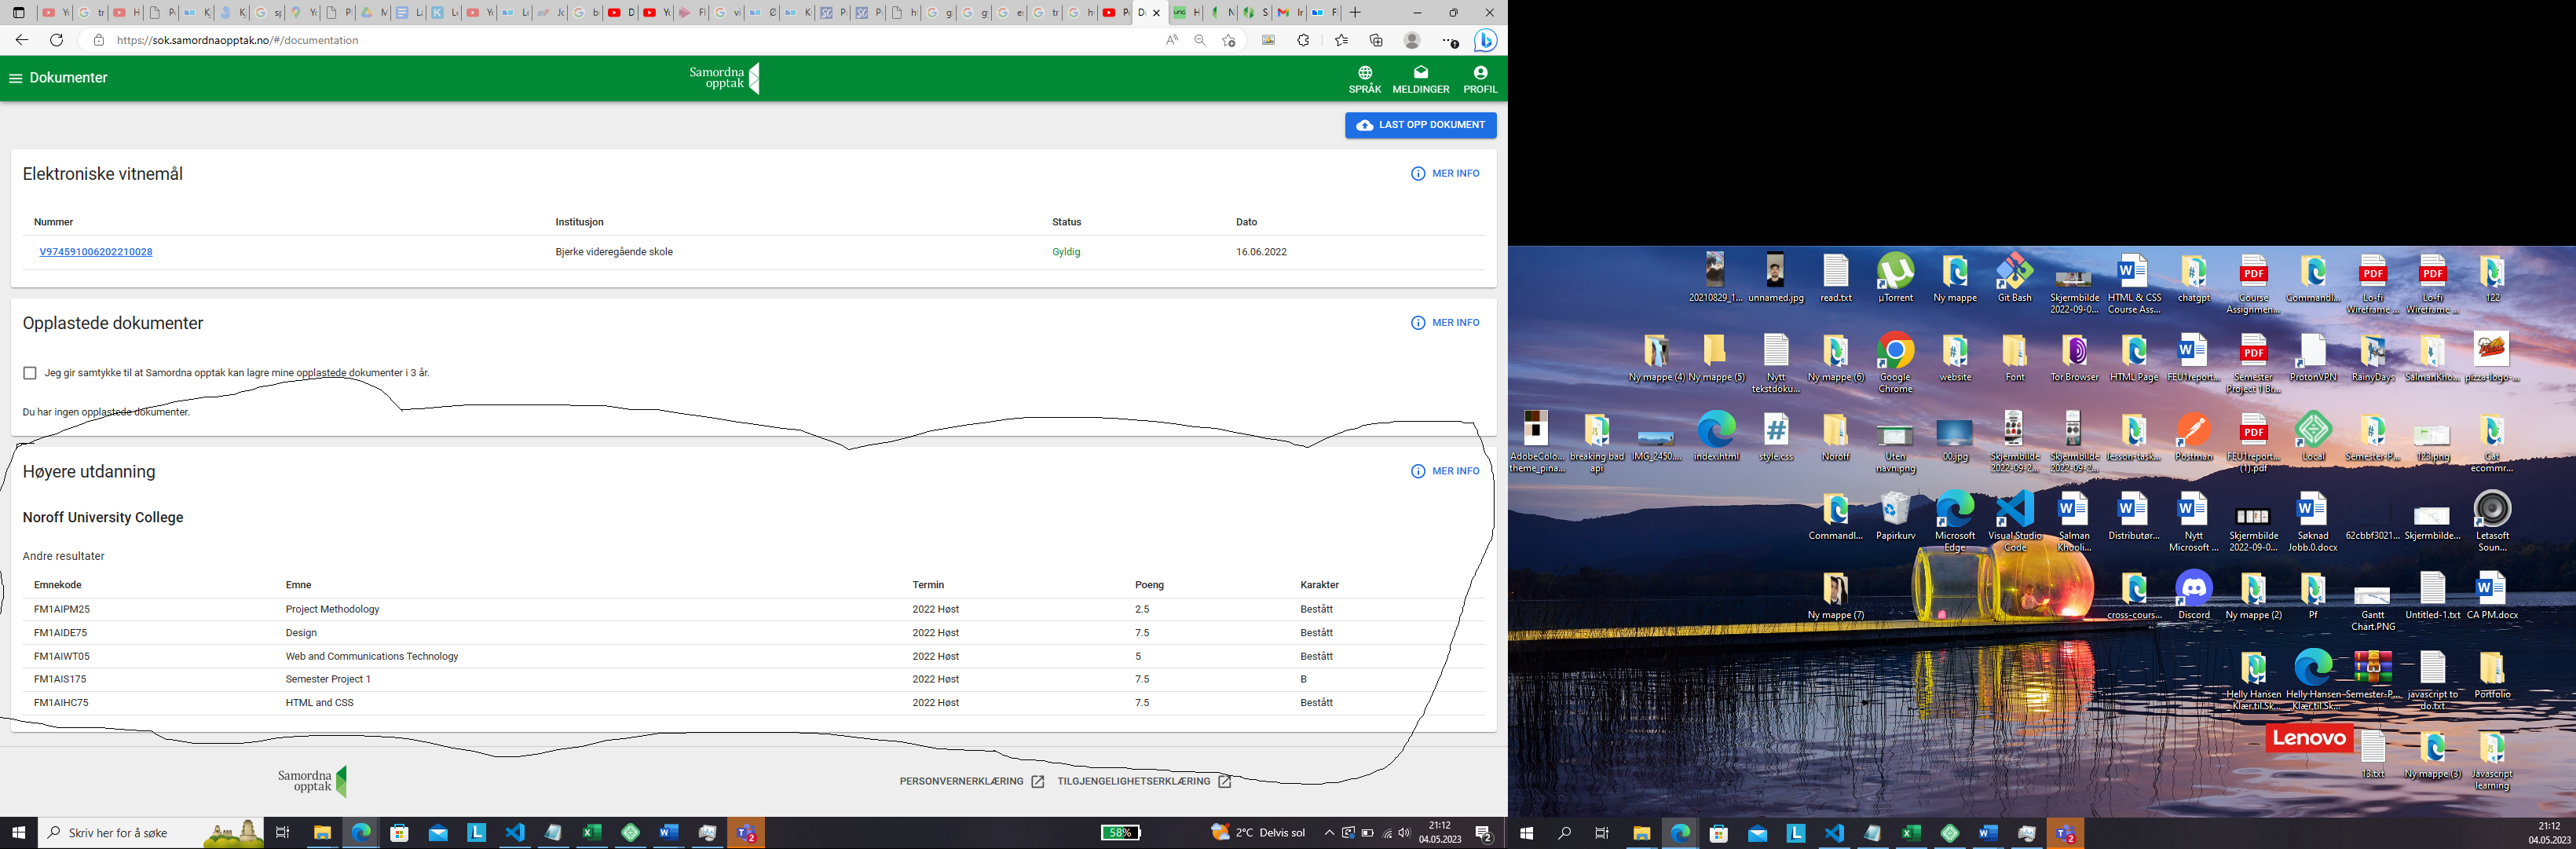 https://sok.samordnaopptak.no/#/documentation
Dokumenter
Samordna
opptak
SPRÅK
MELDINGER
PROFIL
LAST OPP DOKUMENT
Elektroniske vitnemål
MER INFO
Nummer Institusjon Status Dato
V974591006202210028 Bjerke videregående skole Gyldig 16.06.2022
Opplastede dokumenter
MER INFO
Jeg gir samtykke til at Samordna opptak kan lagre mine opplastede dokumenter i 3 år.
Du har ingen opplastede dokumenter.
Høyere utdanning
MER INFO
Noroff University College
Andre resultater
Emnekode Emne Termin Poeng Karakter
FM1AIPM25 Project Methodology 2022 Høst 2.5 Bestått
FM1AIDE75 Design 2022 Høst 7.5 Bestått
FM1AIWT05 Web and Communications Technology 2022 Høst 5 Bestått
FM1AIS175 Semester Project 1 2022 Høst 7.5 B
FM1AIHC75 HTML and CSS 2022 Høst 7.5 Bestått
Samordna
opptak
PERSONVERNERKLÆRING
TILGJENGELIGHETSERKLÆRING
Skriv her for å søke
58%
2°C Delvis sol
21:12
04.05.2023
2
20210829_1... unnamed.jpg read.txt µTorrent Ny mappe Git Bash Skjermbilde HTML & CSS chatgpt Course Commandl... Lo-fi Lo-fi 122
2022-09-0... Course Ass... Assignmen... Wireframe ... Wireframe ...
Ny mappe (4) Ny mappe (5) Nytt Ny mappe (6) Google website Font Tor Browser HTML Page FEU1report... Semester ProtonVPN RainyDays SalmanKho... pizza-logo-...
tekstdoku... Chrome Project 1 Br...
AdobeColo... breaking bad IMG_2450.... index.html style.css Noroff Uten 00.jpg Skjermbilde Skjermbilde lesson-task... Postman FEU1report... Local Semester-P... 123.png Cat
theme_pina... api navn.png 2022-09-2... 2022-09-2... (1).pdf ecommr...
Commandl... Papirkurv Microsoft Visual Studio Salman Distributør... Nytt Skjermbilde Søknad 62cbbf3021... Skjermbilde... Letasoft
Edge Code Khooli... Microsoft ... 2022-09-0... Jobb.0.docx Soun...
Ny mappe (7) cross-cours... Discord Ny mappe (2) Pf Gantt Untitled-1.txt CA PM.docx
Chart.PNG
Helly Hansen Helly Hansen Semester-P... javascript to Portfolio
Klær til Sk... Klær til Sk... do.txt
Lenovo
13.txt Ny mappe (3) Javascript
learning
21:12
04.05.2023